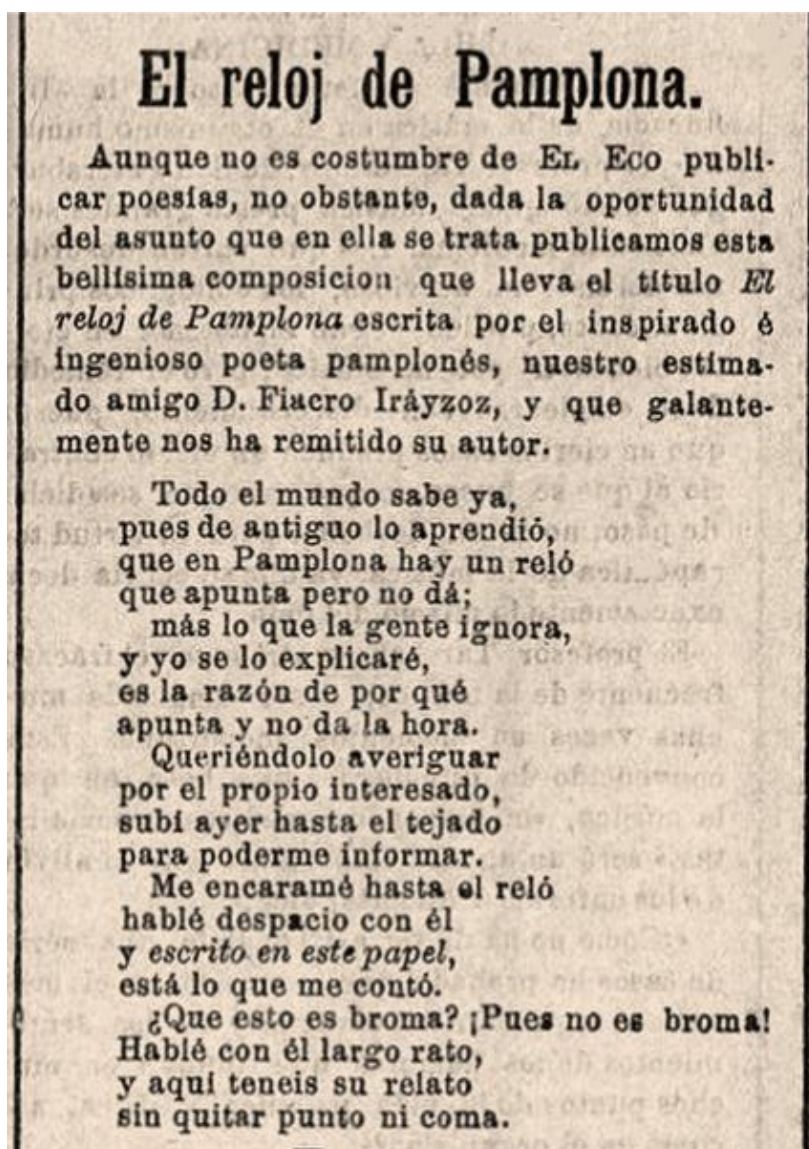 El reloj de Pamplona.
Aunque no es costumbre de EL ECO publi-
car poesías, no obstante, dada la oportunidad
del asunto que en ella se trata publicamos esta
bellísima composicion que lleva el título El
reloj de Pamplona escrita por el inspirado é
ingenioso poeta pamplonés, nuestro estima-
do amigo D. Fiacro Iráyzoz, y que galante-
mente nos ha remitido su autor.
Todo el mundo sabe ya,
pues de antiguo lo aprendió,
que en Pamplona hay un reló
que apunta pero no dá;
más lo que la gente ignora,
y yo se lo explicaré,
es la razón de por qué
apunta y no da la hora.
Queriéndolo averiguar
por el propio interesado,
subí ayer hasta el tejado
para poderme informar.
Me encaramé hasta el reló
hablé despacio con él
y escrito en este papel,
está lo que me contó.
¿Que esto es broma? ¡Pues no es broma!
Hablé con él largo rato,
y aquí teneis su relato
sin quitar punto ni coma.